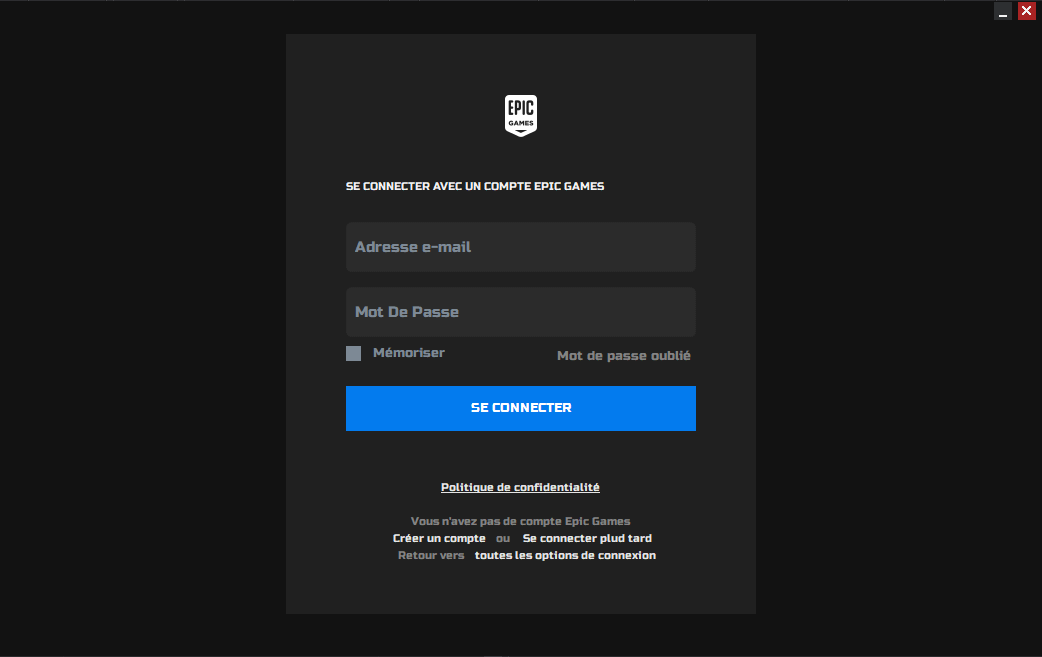 EPIC
GAMES
SE CONNECTER AVEC UN COMPTE EPIC GAMES
Adresse e-mail
Mot De Passe
Mémoriser Mot de passe oublié
SE CONNECTER
Politique de confidentialité
Vous n'avez pas de compte Epic Games
Créer un compte ou Se connecter plud tard
Retour vers toutes les options de connexion